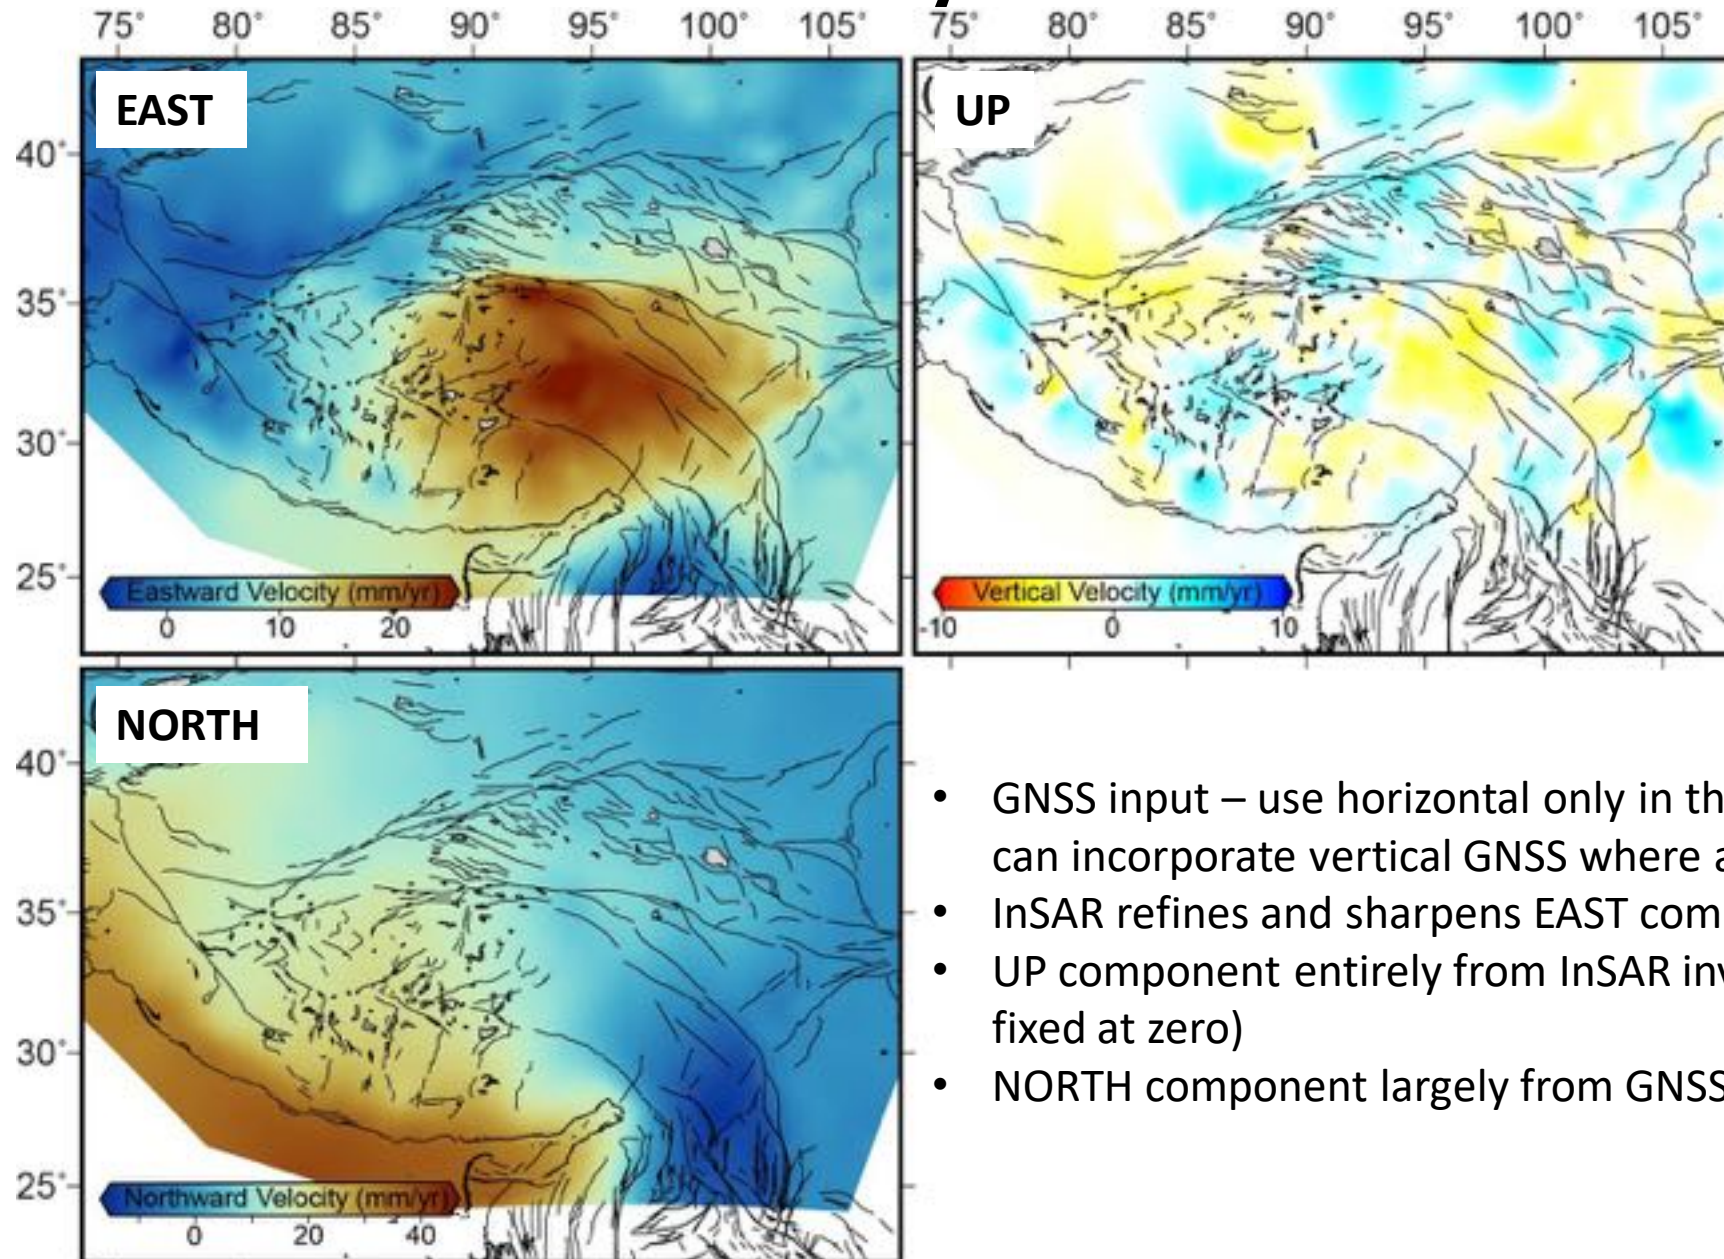 75° 80° 85° 90° 95° 100° 105° 75° 80° 85° 90° 95° 100° 105°
EAST
UP
40°
35°
30°
25°
Eastward Velocity (mm/yr)
0 10 20
Vertical Velocity (mm/yr)
-10 0 10
NORTH
40°
35°
30°
25°
Northward Velocity (mm/yr)
0 20 40
• GNSS input – use horizontal only in th
can incorporate vertical GNSS where a
• InSAR refines and sharpens EAST com
• UP component entirely from InSAR inv
fixed at zero)
• NORTH component largely from GNSS